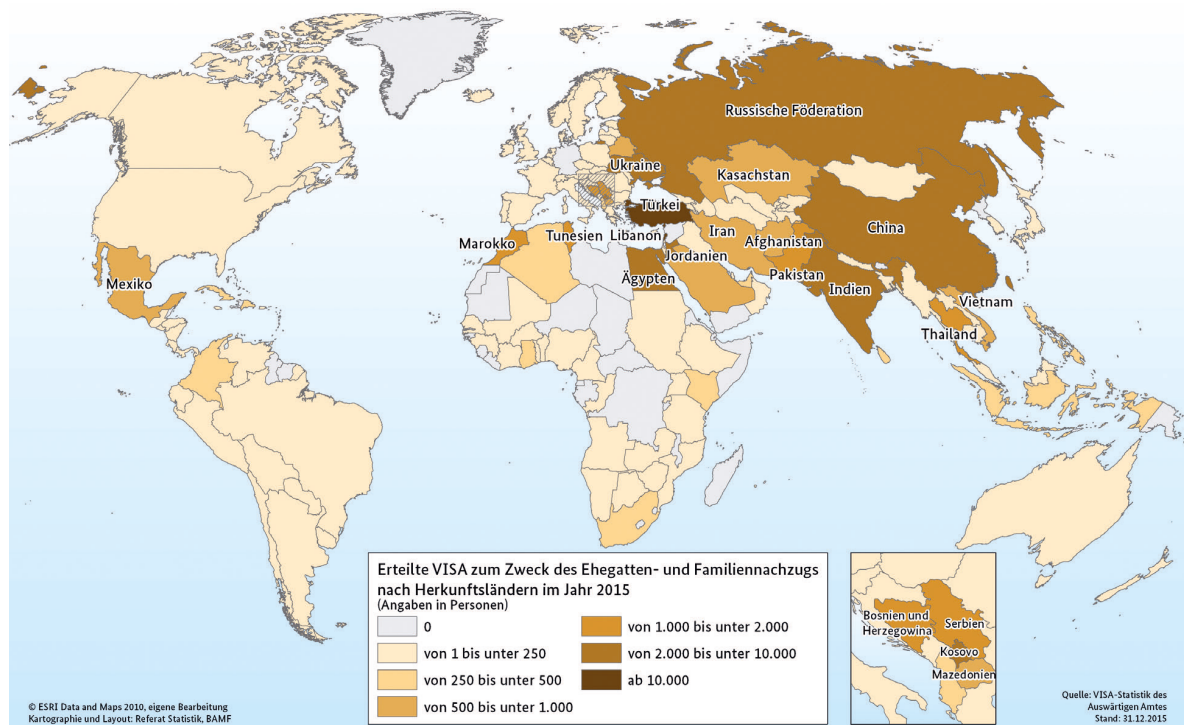 Russische Föderation
Ukraine
Kasachstan
Türkei
Marokko
Tunesien
Libanon
Iran
Afghanistan
China
Jordanien
Mexiko
Ägypten
Pakistan
Indien
Vietnam
Thailand
Erteilte VISA zum Zweck des Ehegatten- und Familiennachzugs
nach Herkunftsländern im Jahr 2015
(Angaben in Personen)
0
von 1 bis unter 250
von 250 bis unter 500
von 500 bis unter 1.000
von 1.000 bis unter 2.000
von 2.000 bis unter 10.000
ab 10.000
Bosnien und
Herzegowina
Serbien
Kosovo
Mazedonien
© ESRI Data and Maps 2010, eigene Bearbeitung
Kartographie und Layout: Referat Statistik, BAMF
Quelle: VISA-Statistik des
Auswärtigen Amtes
Stand: 31.12.2015